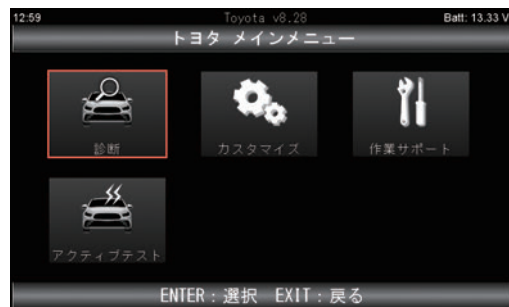 12:59 Toyota v8.28 Batt: 13.33 V
トヨタ メインメニュー
診断 カスタマイズ 作業サポート
アクティブテスト
ENTER：選択 EXIT：戻る